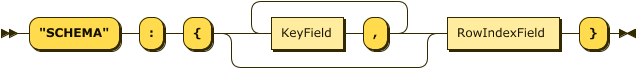 "SCHEMA" : { KeyField , RowIndexField }